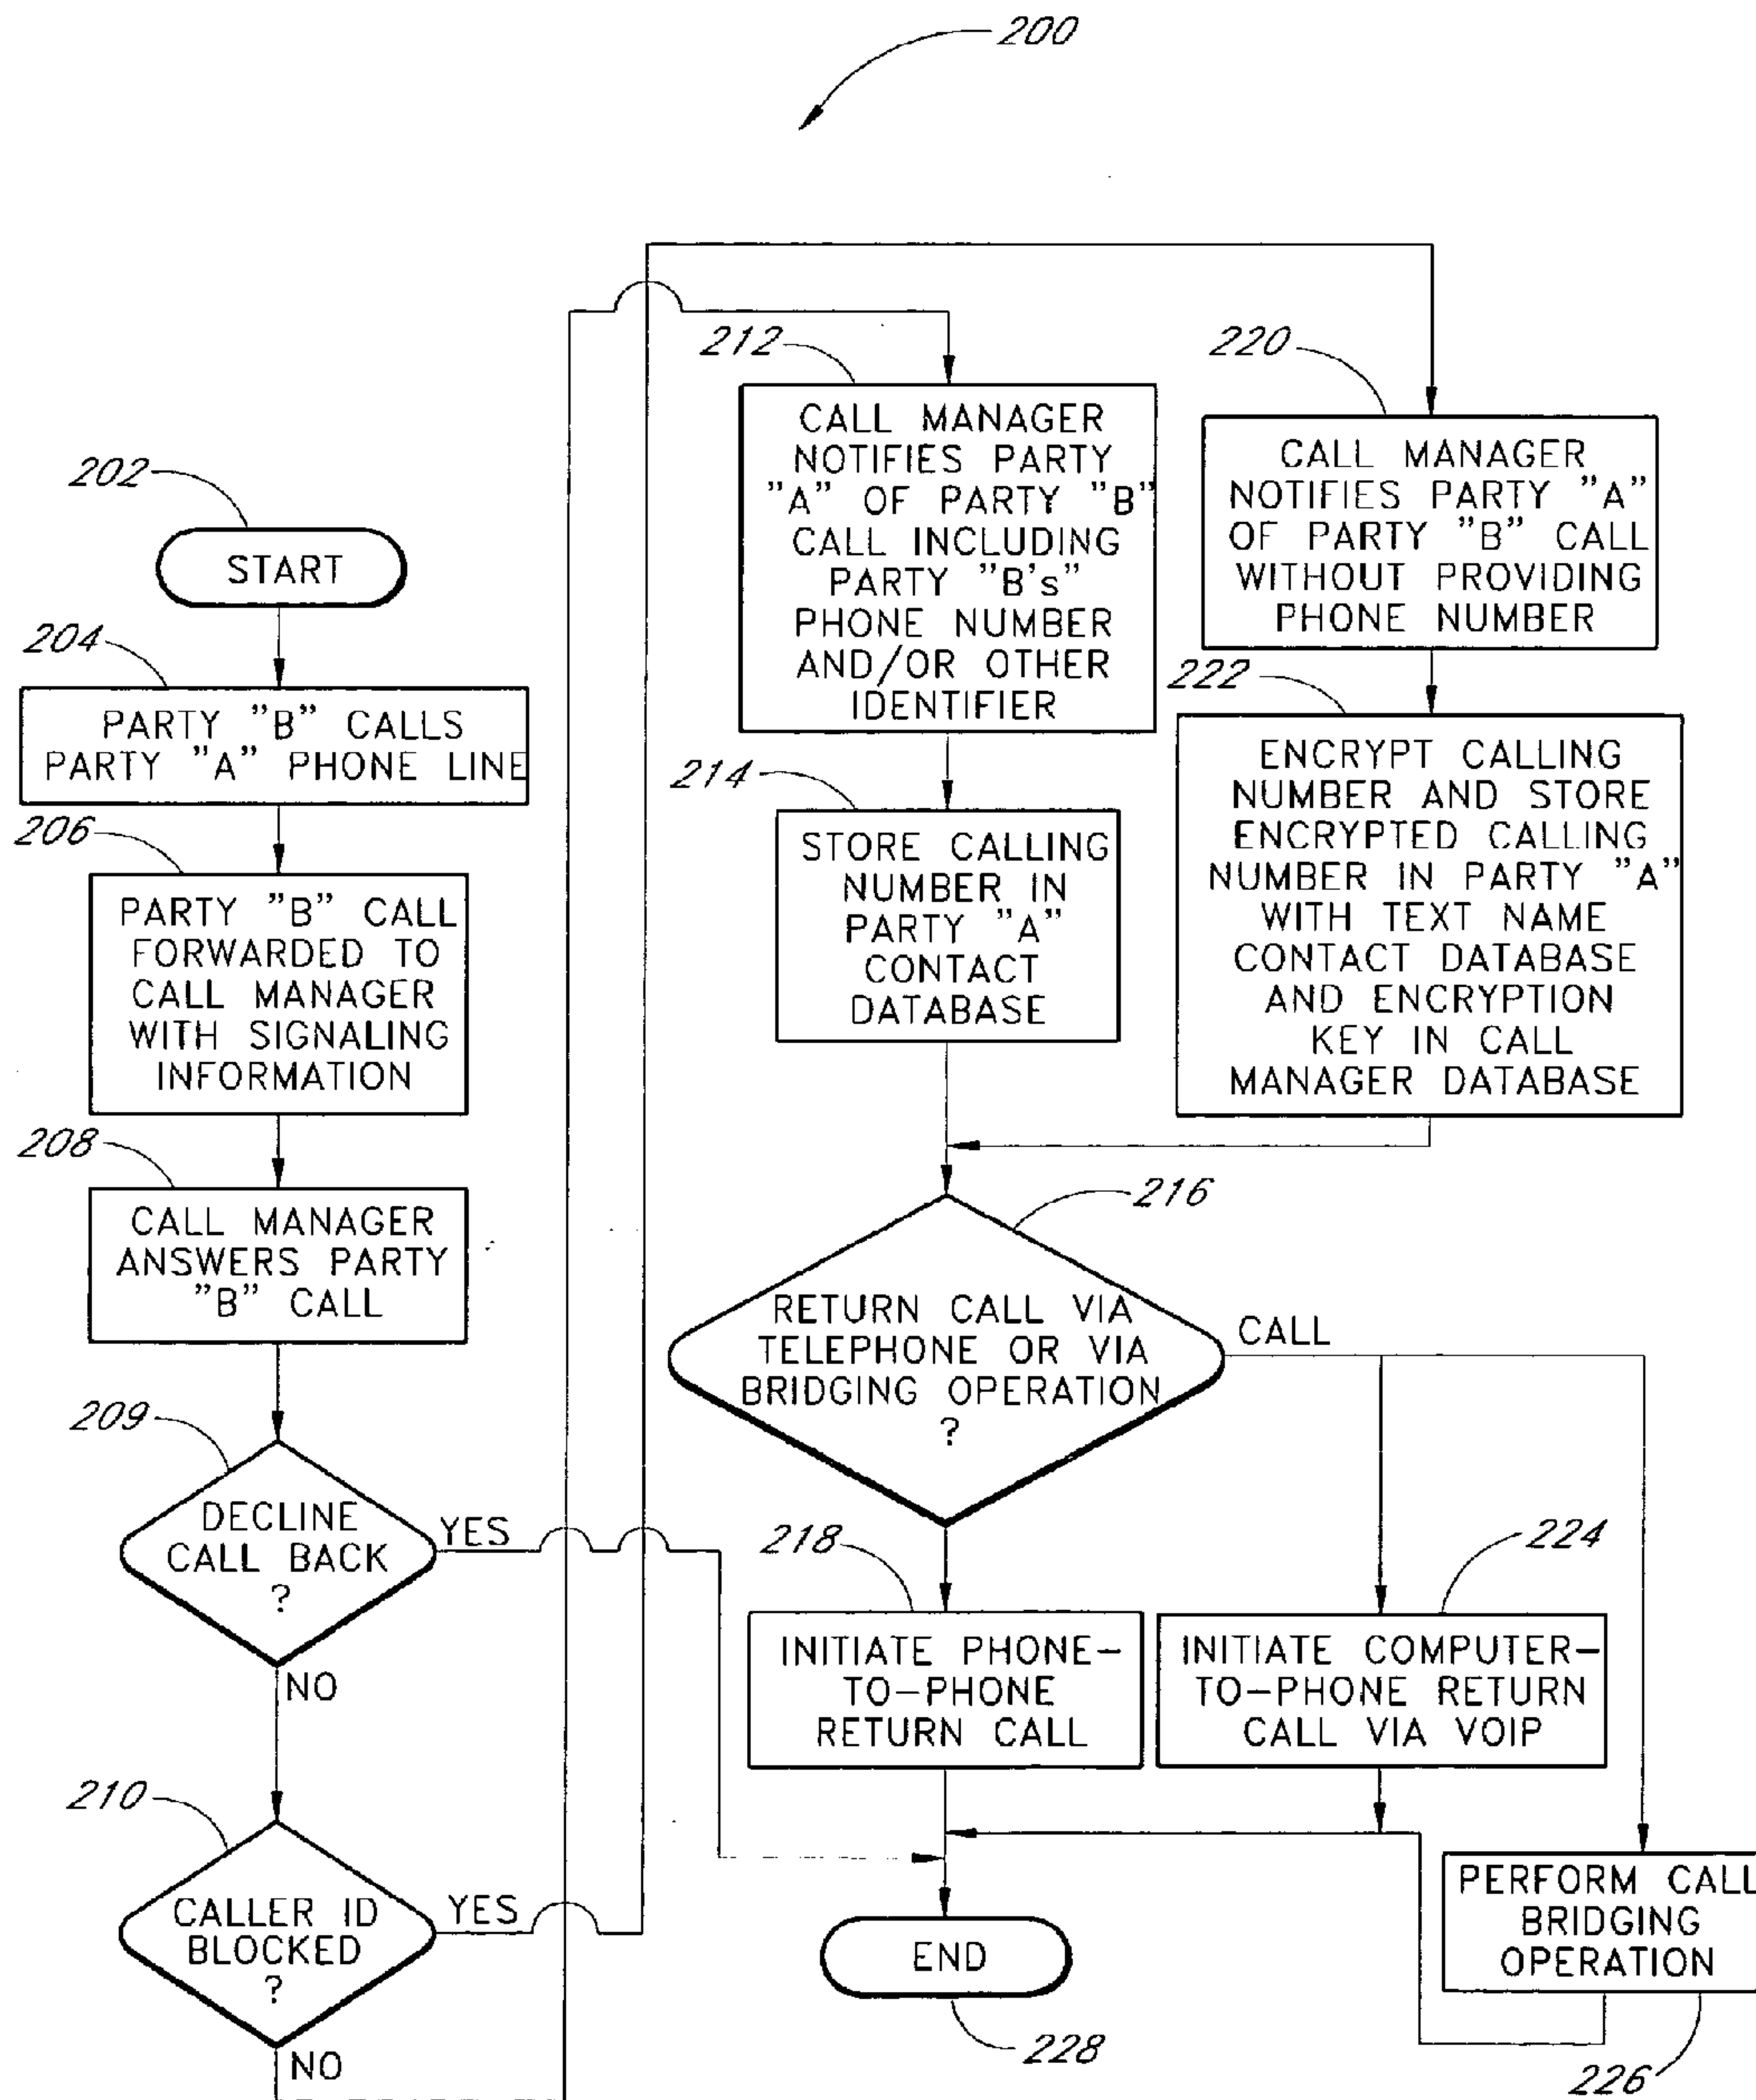 200
202
START
204
PARTY "B" CALLS
PARTY "A" PHONE LINE
206
PARTY "B" CALL
FORWARDED TO
CALL MANAGER
WITH SIGNALING
INFORMATION
208
CALL MANAGER
ANSWERS PARTY
"B" CALL
209
DECLINE
CALL BACK
?
YES
NO
210
CALLER ID
BLOCKED
?
YES
NO
212
CALL MANAGER
NOTIFIES PARTY
"A" OF PARTY "B"
CALL INCLUDING
PARTY "B's"
PHONE NUMBER
AND/OR OTHER
IDENTIFIER
214
STORE CALLING
NUMBER IN
PARTY "A"
CONTACT
DATABASE
220
CALL MANAGER
NOTIFIES PARTY "A"
OF PARTY "B" CALL
WITHOUT PROVIDING
PHONE NUMBER
222
ENCRYPT CALLING
NUMBER AND STORE
ENCRYPTED CALLING
NUMBER IN PARTY "A"
WITH TEXT NAME
CONTACT DATABASE
AND ENCRYPTION
KEY IN CALL
MANAGER DATABASE
216
RETURN CALL VIA
TELEPHONE OR VIA
BRIDGING OPERATION
?
CALL
218
INITIATE PHONE-
TO-PHONE
RETURN CALL
224
INITIATE COMPUTER-
TO-PHONE RETURN
CALL VIA VOIP
PERFORM CALL
BRIDGING
OPERATION
226
END
228